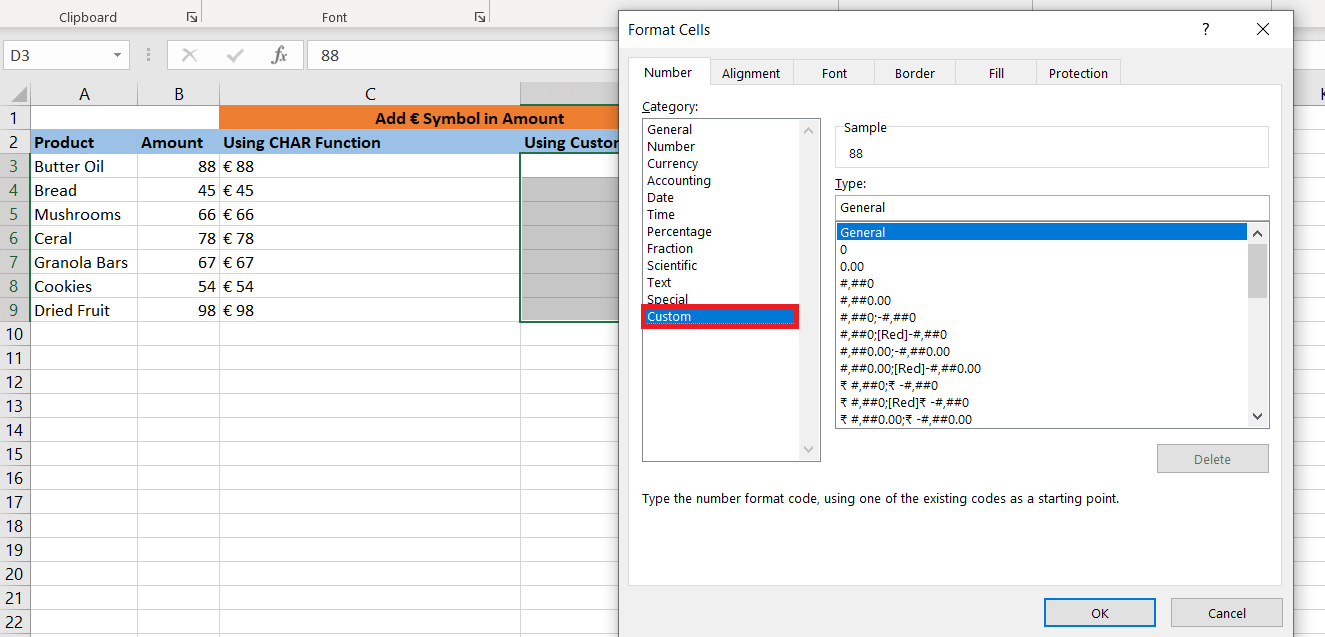 Clipboard
Font
D3
fx
88
A B C
K
1 Add € Symbol in Amount
2 Product Amount Using CHAR Function Using Custom
3 Butter Oil 88 € 88
4 Bread 45 € 45
5 Mushrooms 66 € 66
6 Ceral 78 € 78
7 Granola Bars 67 € 67
8 Cookies 54 € 54
9 Dried Fruit 98 € 98
10
11
12
13
14
15
16
17
18
19
20
21
22
Format Cells
?
Number Alignment Font Border Fill Protection
Category:
General
Number
Currency
Accounting
Date
Time
Percentage
Fraction
Scientific
Text
Special
Custom
Sample
88
Type:
General
General
0
0.00
#,##0
#,##0.00
#,##0;-#,##0
#,##0;[Red]-#,##0
#,##0.00;-#,##0.00
#,##0.00;[Red]-#,##0.00
₹ #,##0;₹ -#,##0
₹ #,##0;[Red]₹ -#,##0
₹ #,##0.00;₹ -#,##0.00
Delete
Type the number format code, using one of the existing codes as a starting point.
OK Cancel